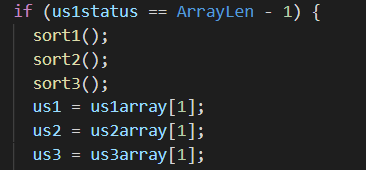 if (us1status == ArrayLen - 1) {
sort1();
sort2();
sort3();
us1 = us1array[1];
us2 = us2array[1];
us3 = us3array[1];